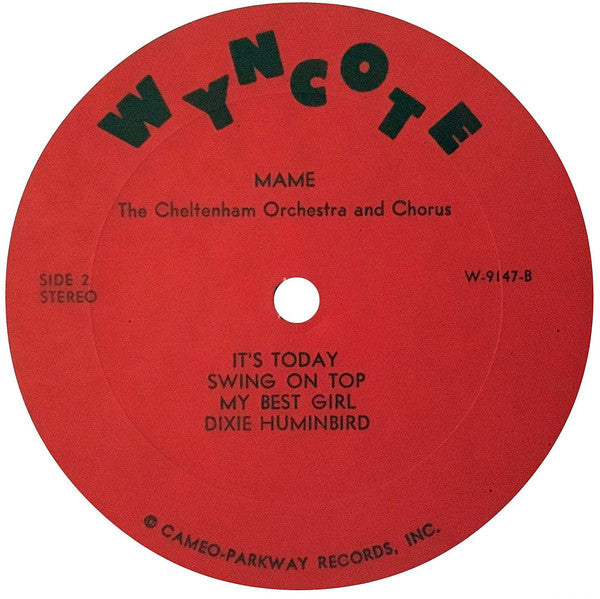 WYNCOTE
MAME
The Cheltenham Orchestra and Chorus
SIDE 2
STEREO
W-9147-B
IT'S TODAY
SWING ON TOP
MY BEST GIRL
DIXIE HUMINBIRD
© CAMEO-PARKWAY RECORDS, INC.